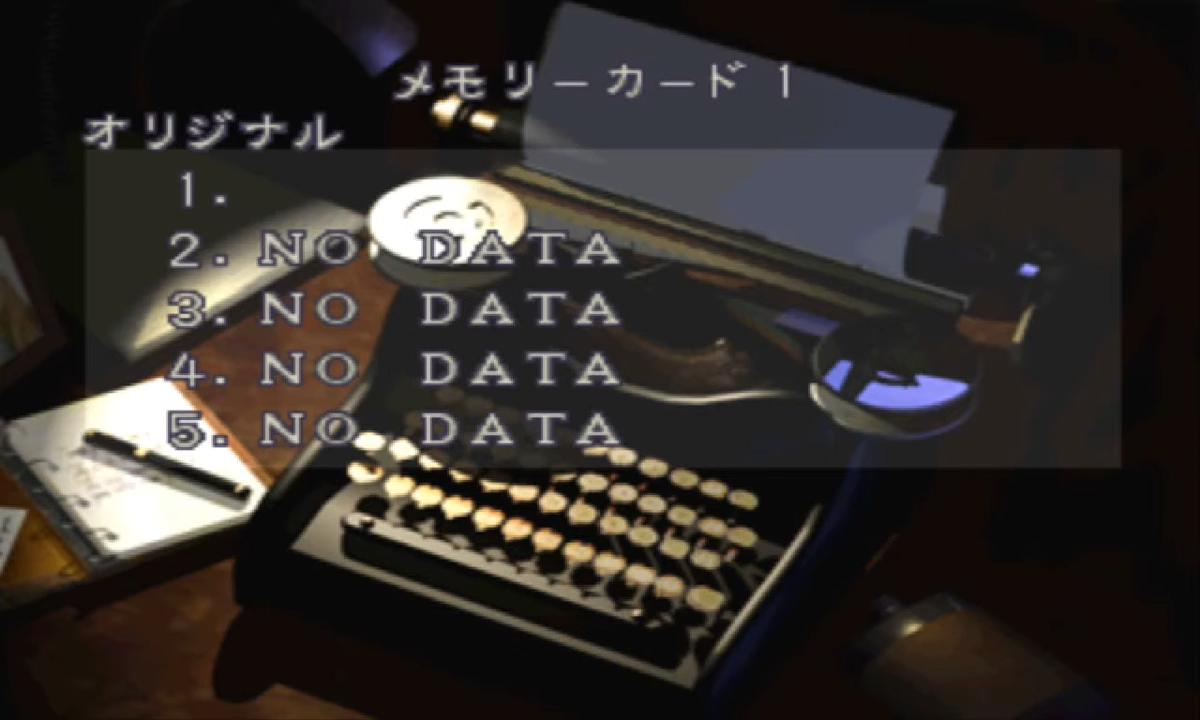 メモリーカード 1
オリジナル
1.
2. NO DATA
3. NO DATA
4. NO DATA
5. NO DATA